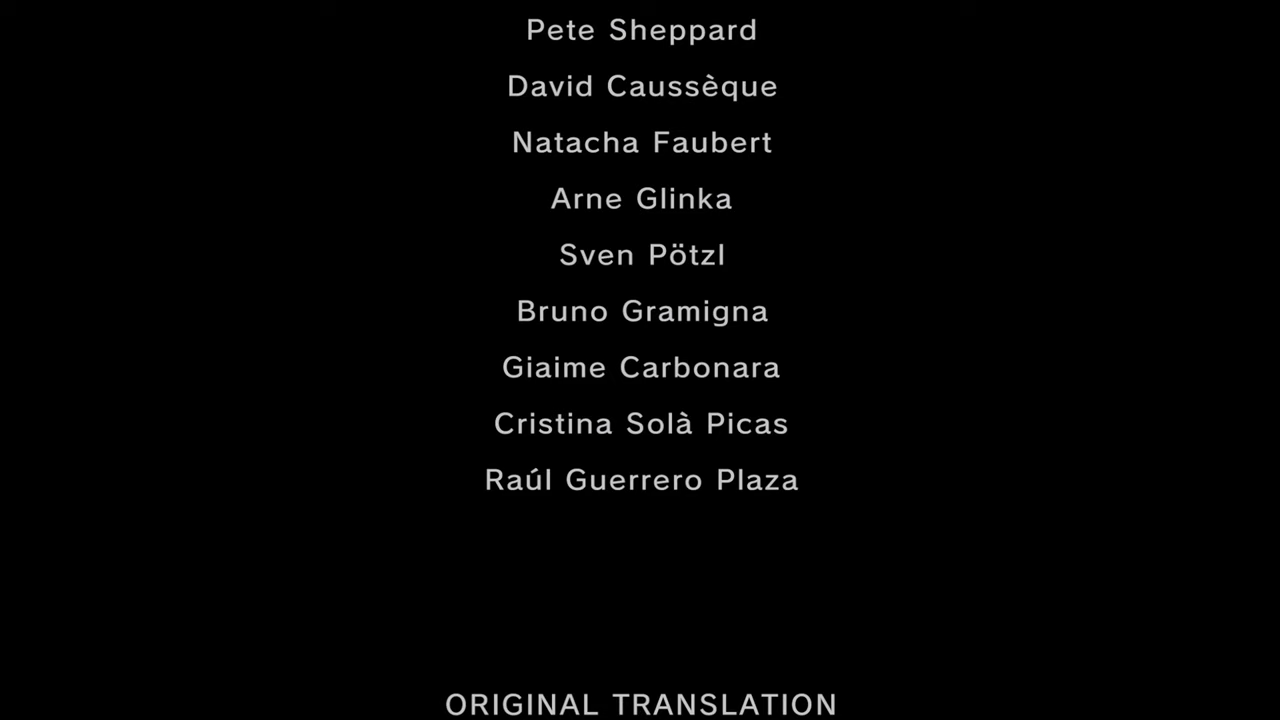 Pete Sheppard
David Caussèque
Natacha Faubert
Arne Glinka
Sven Pötzl
Bruno Gramigna
Giaime Carbonara
Cristina Solà Picas
Raúl Guerrero Plaza
ORIGINAL TRANSLATION